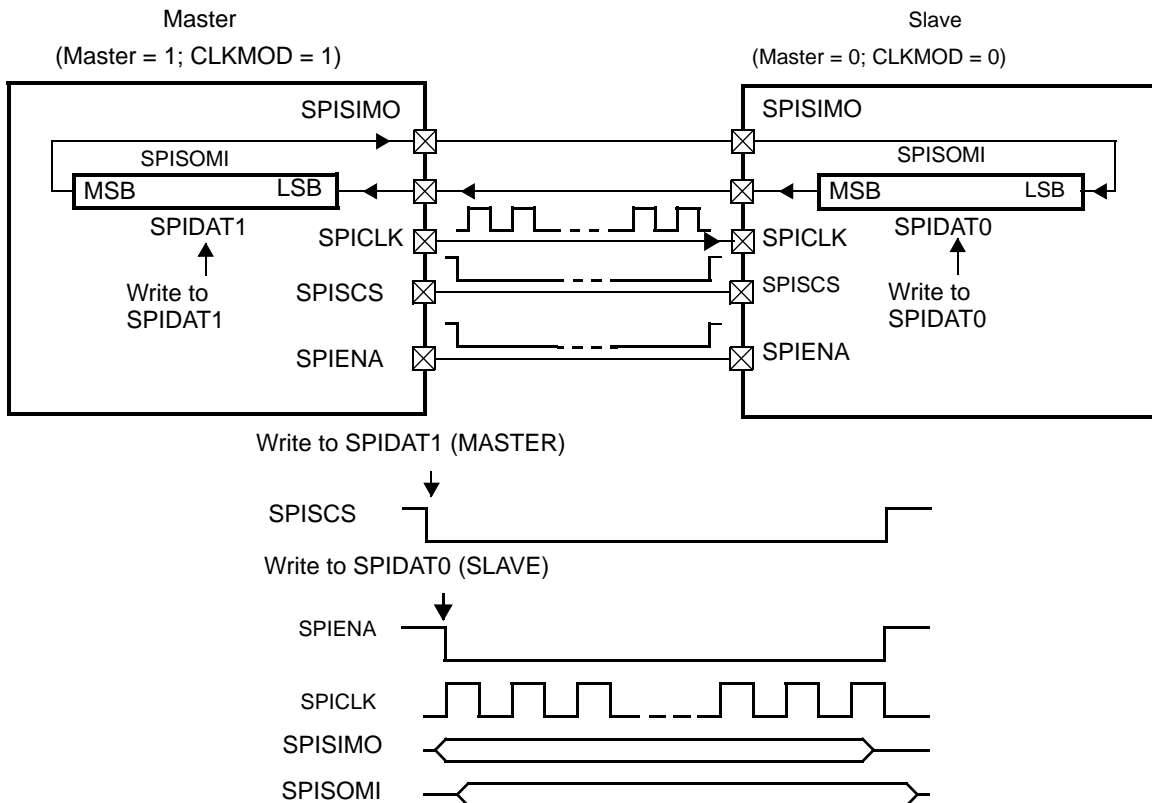 Master
(Master = 1; CLKMOD = 1)
Slave
(Master = 0; CLKMOD = 0)
SPISIMO
SPISIMO
SPISOMI
SPISOMI
MSB
LSB
MSB
LSB
SPIDAT1
SPICLK
SPICLK
SPIDAT0
Write to
SPIDAT1
SPISCS
SPISCS
Write to
SPIDAT0
SPIENA
SPIENA
Write to SPIDAT1 (MASTER)
SPISCS
Write to SPIDAT0 (SLAVE)
SPIENA
SPICLK
SPISIMO
SPISOMI